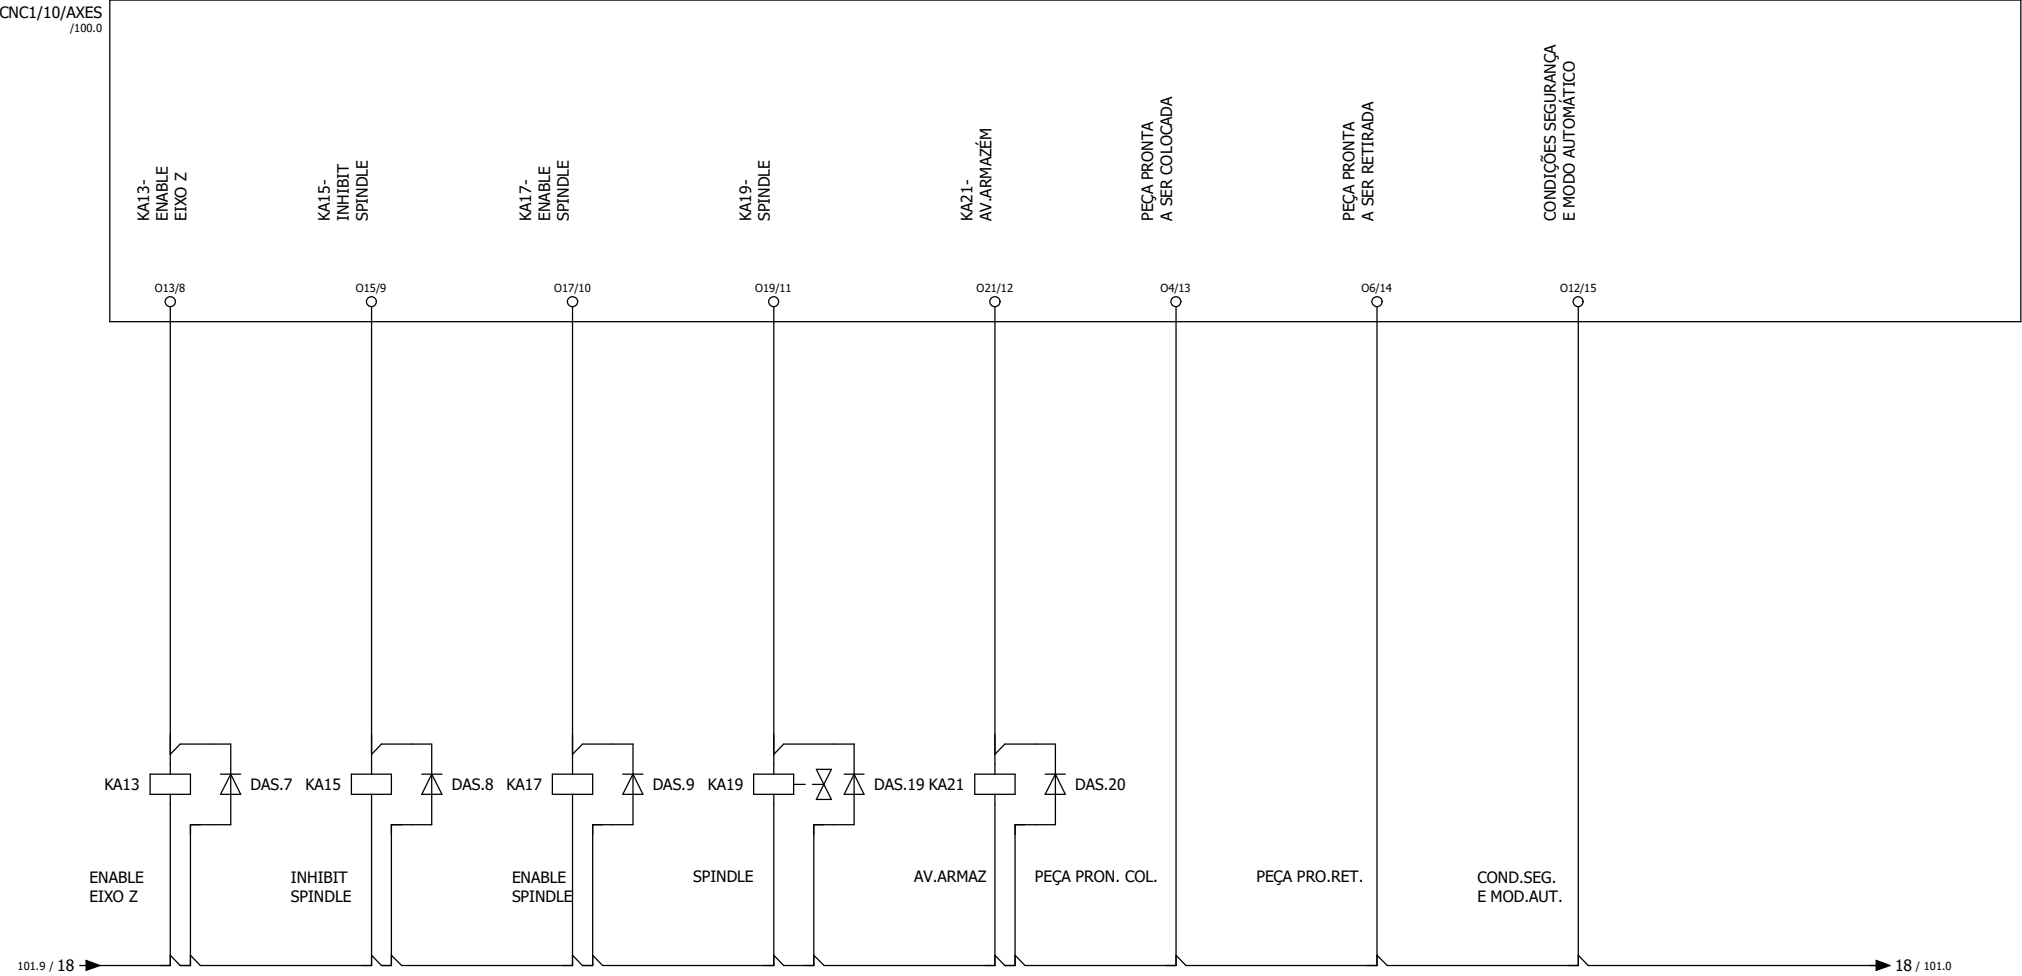 CNC1/10/AXES
/100.0
KA13-
ENABLE
EIXO Z
KA15-
INHIBIT
SPINDLE
KA17-
ENABLE
SPINDLE
KA19-
SPINDLE
KA21-
AV.ARMAZÉM
PEÇA PRONTA
A SER COLOCADA
PEÇA PRONTA
A SER RETIRADA
CONDIÇÕES SEGURANÇA
E MODO AUTOMÁTICO
O13/8
O15/9
O17/10
O19/11
O21/12
O4/13
O6/14
O12/15
KA13
DAS.7
KA15
DAS.8
KA17
DAS.9
KA19
DAS.19
KA21
DAS.20
ENABLE
EIXO Z
INHIBIT
SPINDLE
ENABLE
SPINDLE
SPINDLE
AV.ARMAZ
PEÇA PRON. COL.
PEÇA PRO.RET.
COND.SEG.
E MOD.AUT.
101.9 / 18
18 / 101.0